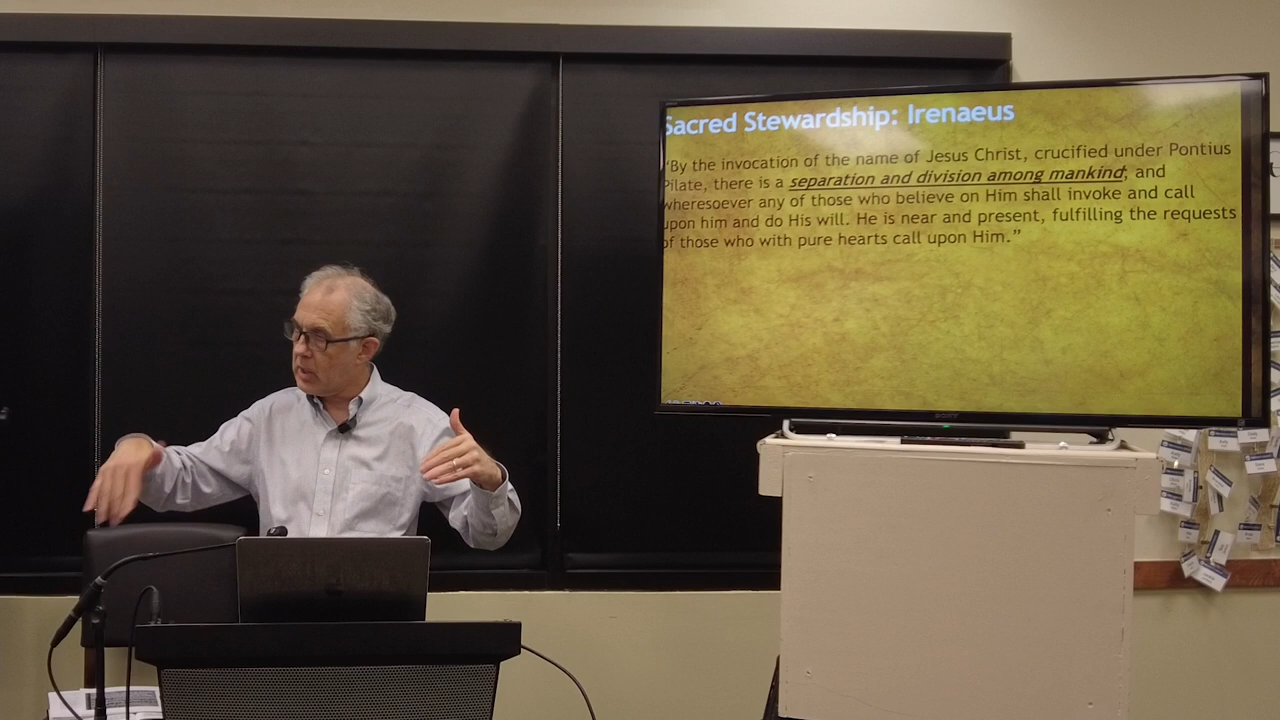 Sacred Stewardship: Irenaeus
"By the invocation of the name of Jesus Christ, crucified under Pontius
Pilate, there is a separation and division among mankind; and
wheresoever any of those who believe on Him shall invoke and call
upon him and do His will. He is near and present, fulfilling the requests
of those who with pure hearts call upon Him."
SONY